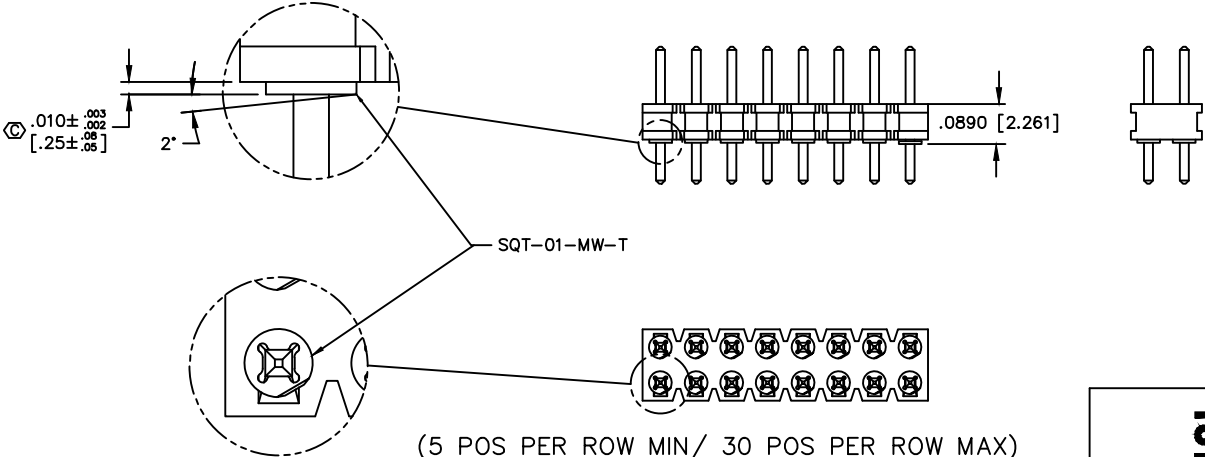 Ⓒ .010± .003 .002
[.25± .08 .05]
2°
.0890 [2.261]
SQT-01-MW-T
(5 POS PER ROW MIN/ 30 POS PER ROW MAX)